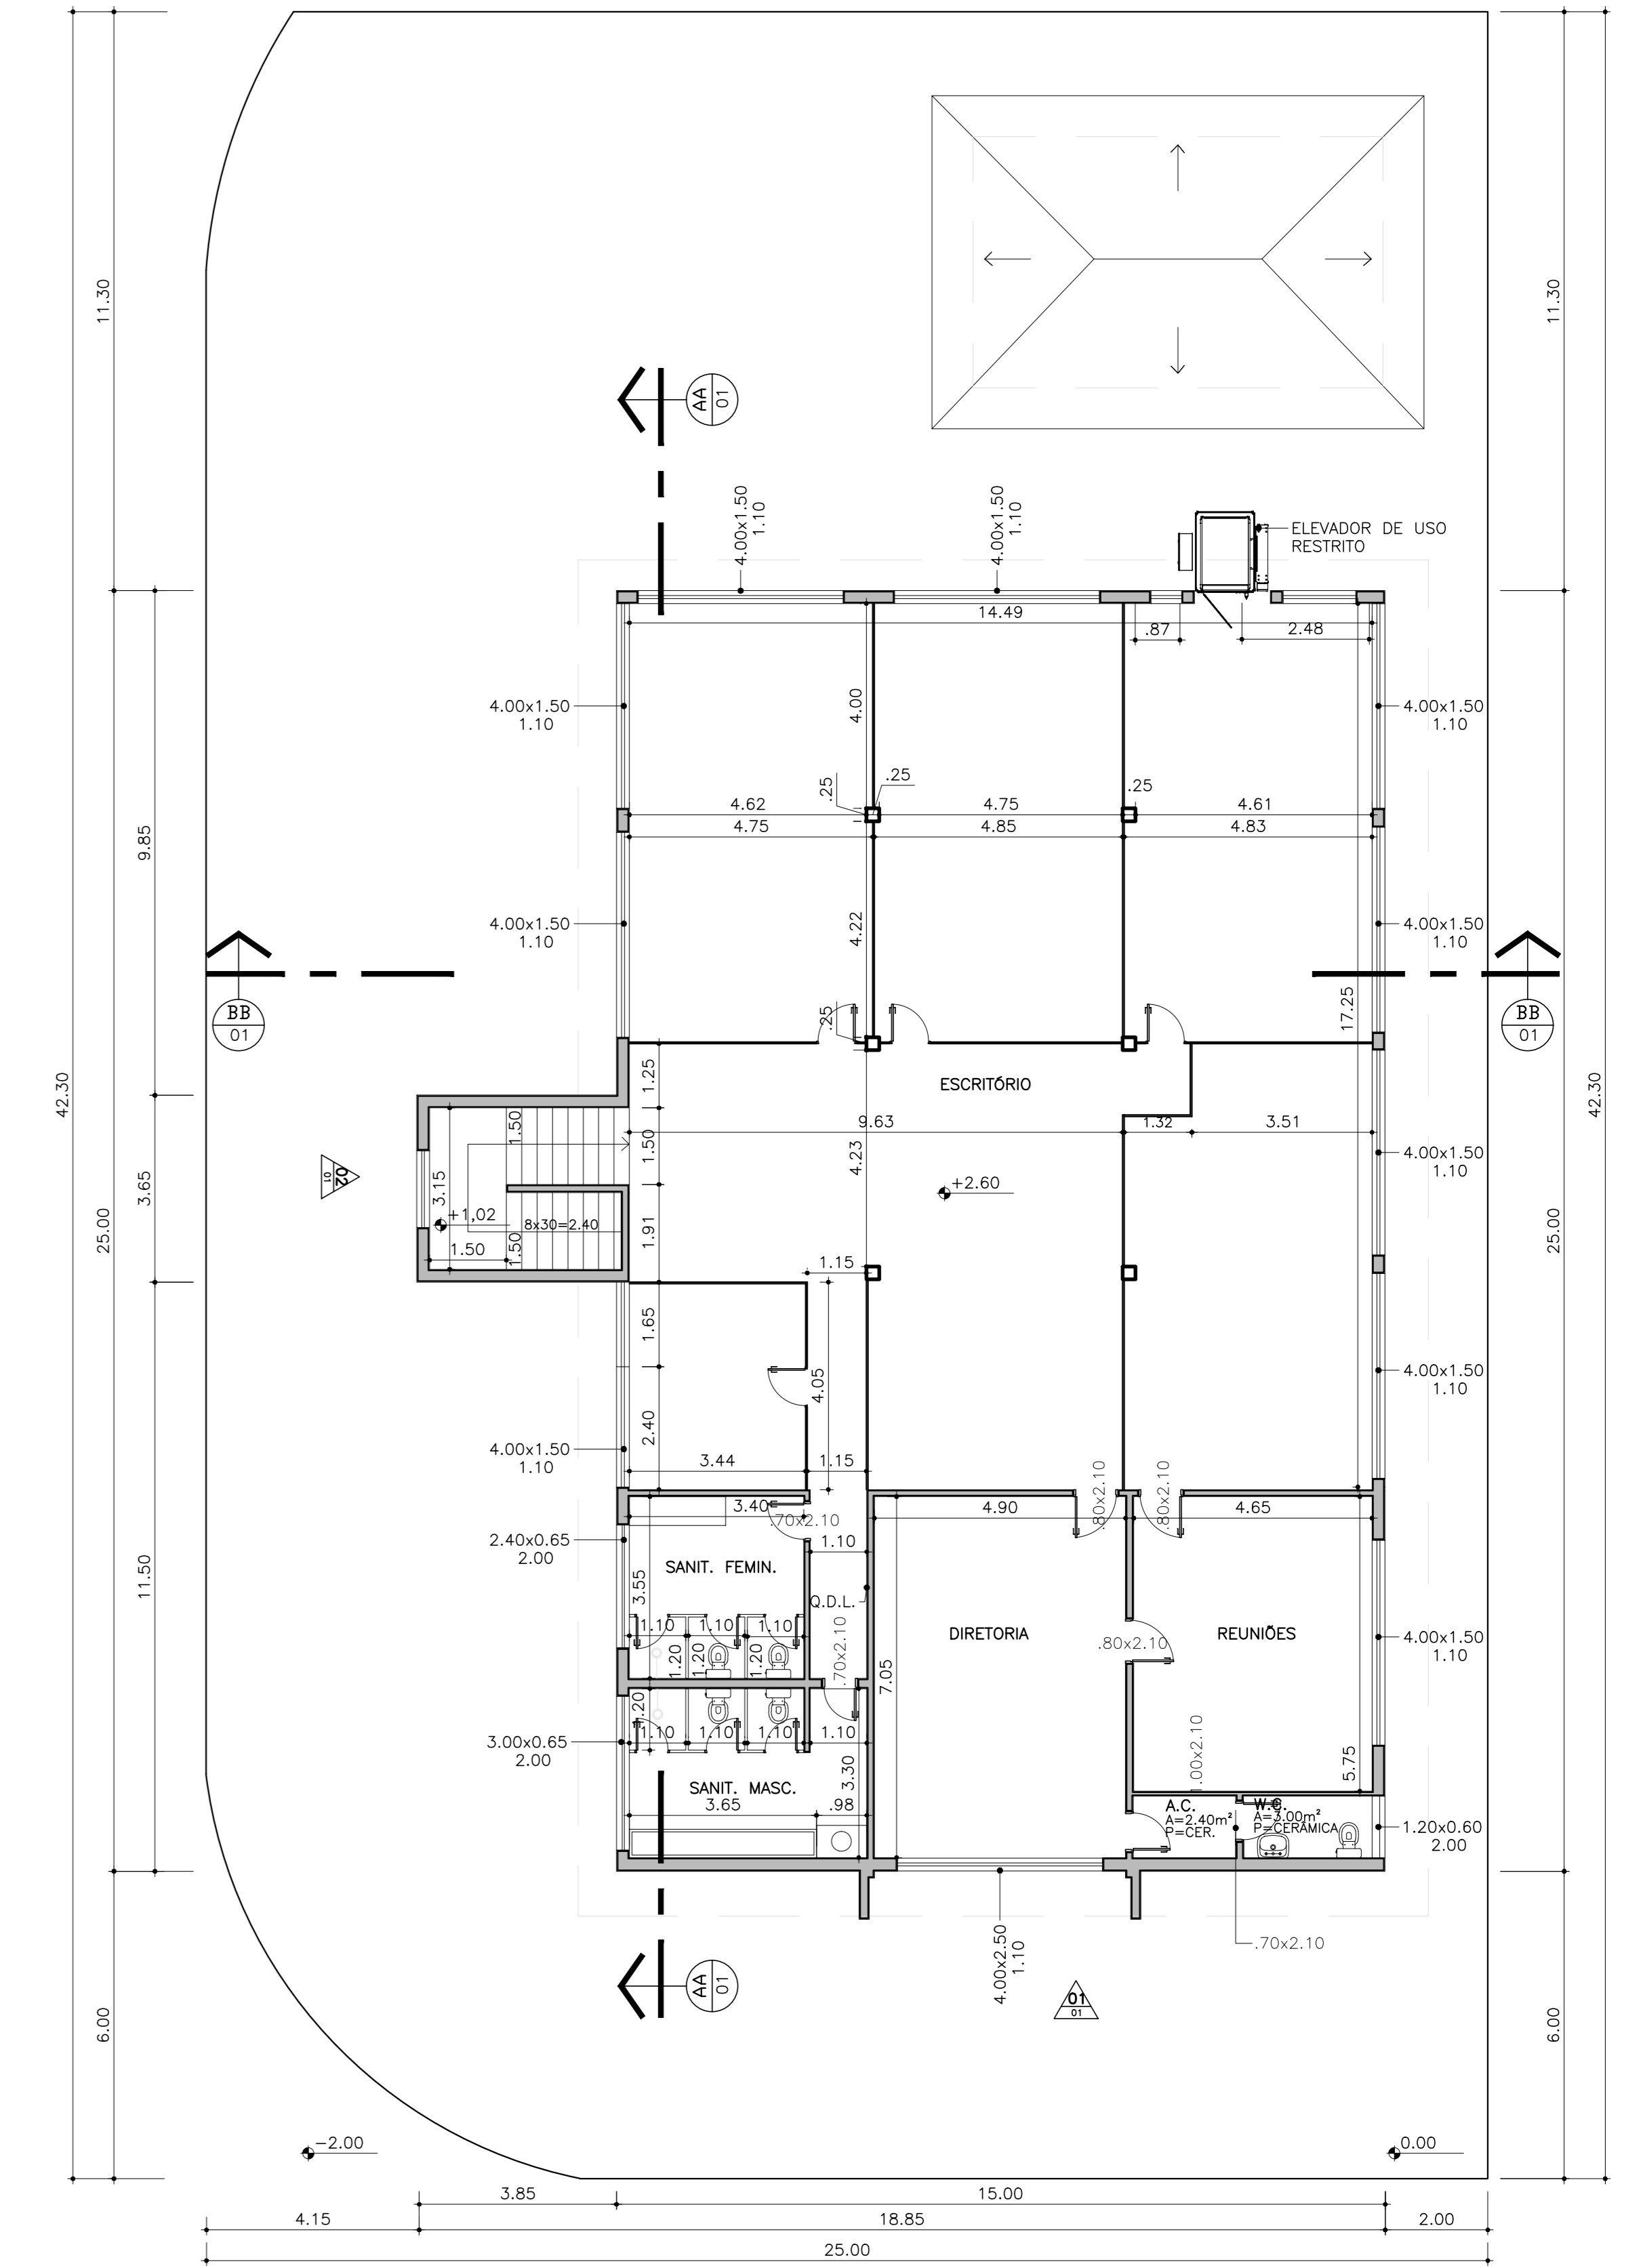 11.30
11.30
AA
01
4.00x1.50
1.10
4.00x1.50
1.10
ELEVADOR DE USO
RESTRITO
14.49
.87
2.48
4.00x1.50
1.10
4.00
4.00x1.50
1.10
.25
.25
.25
4.62
4.75
4.61
4.75
4.85
4.83
9.85
4.00x1.50
1.10
4.22
4.00x1.50
1.10
BB
01
.25
17.25
BB
01
42.30
42.30
1.25
ESCRITÓRIO
1.50
1.50
9.63
1.32
3.51
4.23
4.00x1.50
1.10
02
01
3.65
3.15
+2.60
25.00
25.00
+1,02
8x30=2.40
1.91
1.50
1.50
1.15
1.65
4.05
4.00x1.50
1.10
2.40
4.00x1.50
1.10
3.44
1.15
.80x2.10
.80x2.10
3.40
.70x2.10
4.90
4.65
2.40x0.65
2.00
1.10
SANIT. FEMIN.
11.50
3.55
Q.D.L.
1.10
1.10
1.10
1.20
1.20
1.20
.70x2.10
DIRETORIA
REUNIÕES
.80x2.10
4.00x1.50
1.10
7.05
.20
1.10
1.10
1.10
1.10
3.00x0.65
2.00
1.00x2.10
5.75
3.30
SANIT. MASC.
3.65
.98
A.C.
A=2.40m²
P=CER.
W.C.
A=3.00m²
P=CERÂMICA
1.20x0.60
2.00
.70x2.10
4.00x2.50
1.10
AA
01
01
01
6.00
6.00
-2.00
0.00
3.85
15.00
4.15
18.85
2.00
25.00